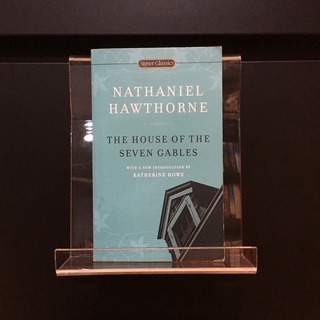 Signet Classics
NATHANIEL
HAWTHORNE
THE HOUSE OF THE
SEVEN GABLES
WITH A NEW INTRODUCTION BY
KATHERINE HOWE